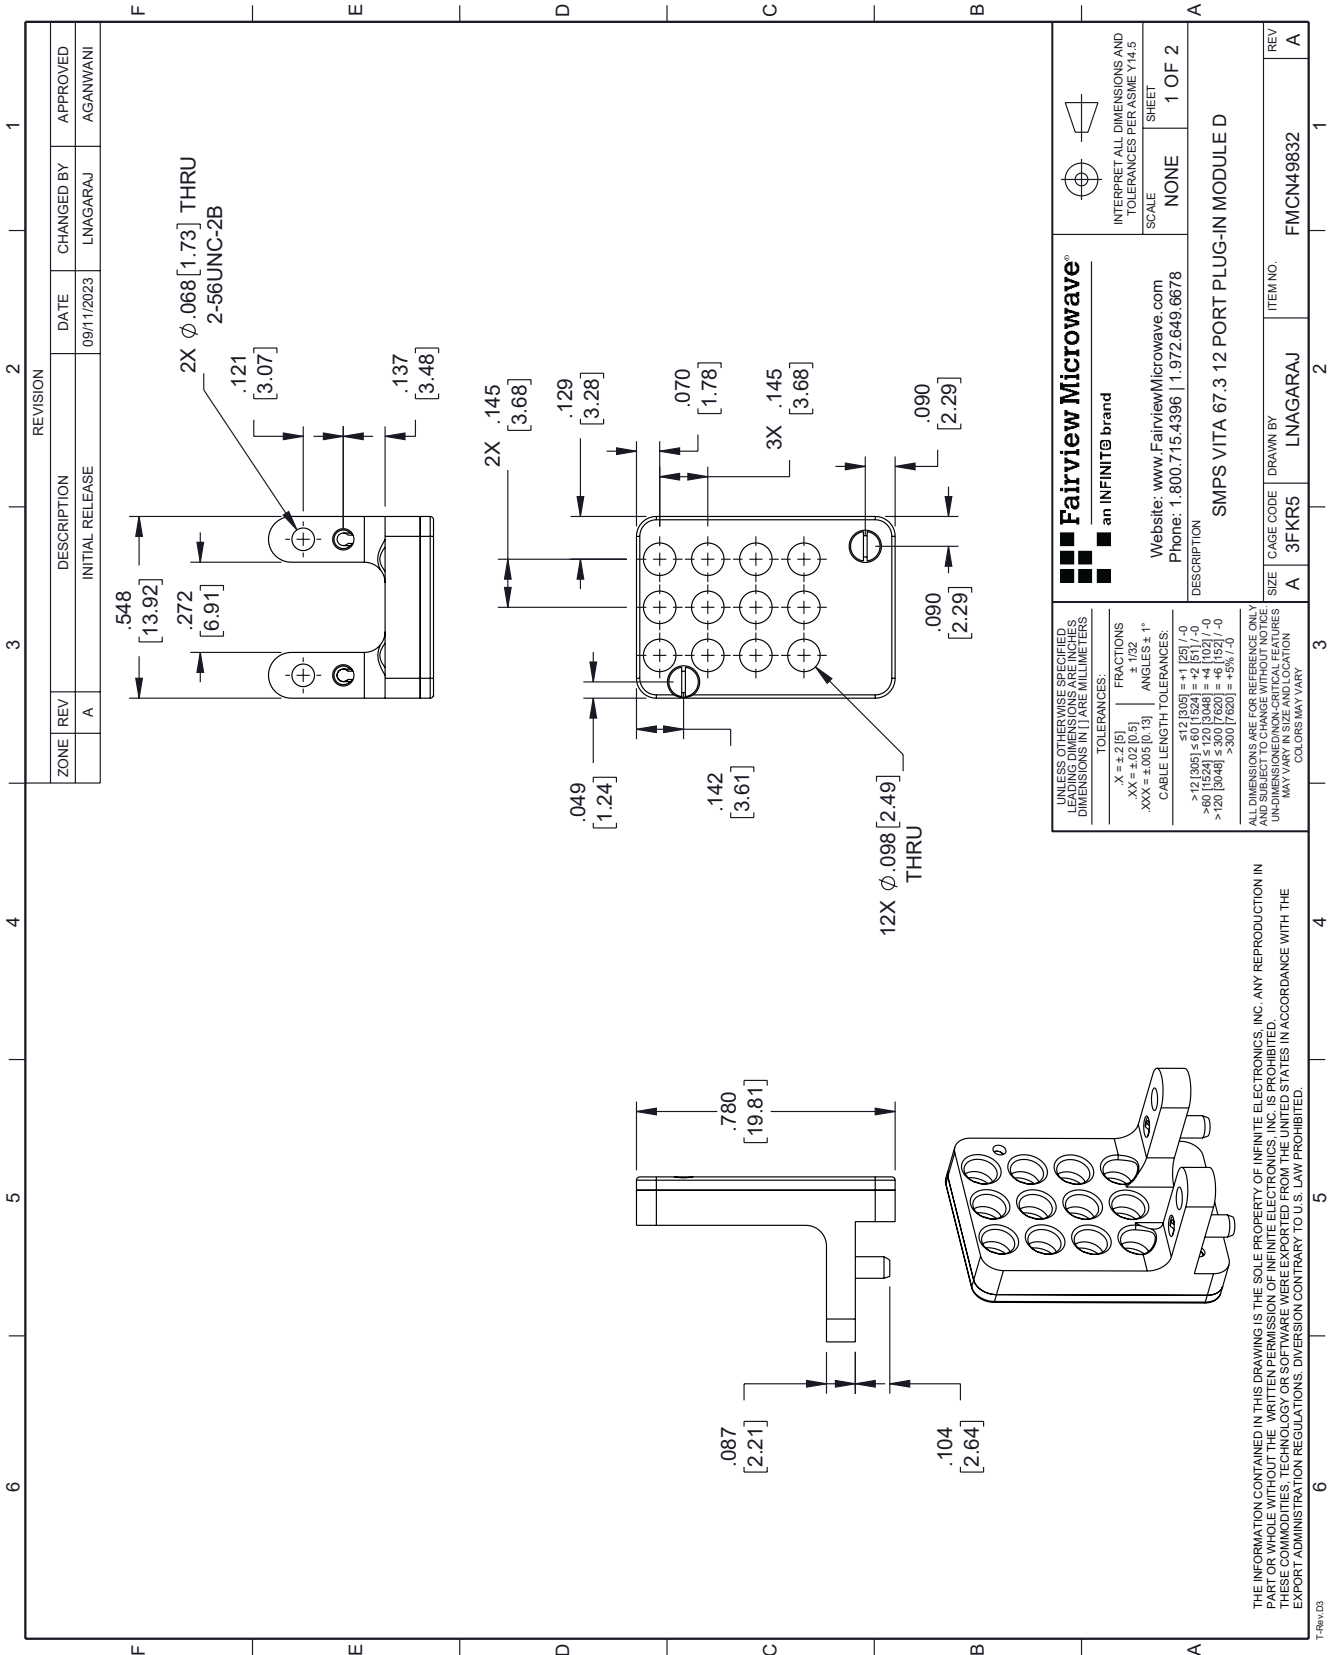 REVISION
ZONE REV DESCRIPTION DATE CHANGED BY APPROVED
A INITIAL RELEASE 09/11/2023 LNAGARAJ AGANWANI
6 5 4 3 2 1
F
E
D
C
B
A
.548
[13.92]
.272
[6.91]
2X ⌀.068[1.73] THRU
2-56UNC-2B
.121
[3.07]
.137
[3.48]
2X .145
[3.68]
.129
[3.28]
.070
[1.78]
3X .145
[3.68]
.090
[2.29]
.090
[2.29]
.049
[1.24]
.142
[3.61]
12X ⌀.098[2.49]
THRU
.780
[19.81]
.087
[2.21]
.104
[2.64]
THE INFORMATION CONTAINED IN THIS DRAWING IS THE SOLE PROPERTY OF INFINITE ELECTRONICS, INC. ANY REPRODUCTION IN
PART OR WHOLE WITHOUT THE WRITTEN PERMISSION OF INFINITE ELECTRONICS, INC. IS PROHIBITED.
THESE COMMODITIES, TECHNOLOGY OR SOFTWARE WERE EXPORTED FROM THE UNITED STATES IN ACCORDANCE WITH THE
EXPORT ADMINISTRATION REGULATIONS. DIVERSION CONTRARY TO U.S. LAW PROHIBITED.
UNLESS OTHERWISE SPECIFIED
LEADING DIMENSIONS ARE INCHES
DIMENSIONS IN [ ] ARE MILLIMETERS
TOLERANCES:
.X = ±.2 [5] FRACTIONS
.XX = ±.02 [0.5] ± 1/32
.XXX = ±.005 [0.13] ANGLES ± 1°
CABLE LENGTH TOLERANCES:
≤12 [305] = +1 [25] / -0
>12 [305] ≤ 60 [1524] = +2 [51] / -0
>60 [1524] ≤ 120 [3048] = +4 [102] / -0
>120 [3048] ≤ 300 [7620] = +6 [152] / -0
>300 [7620] = +5% / -0
ALL DIMENSIONS ARE FOR REFERENCE ONLY
AND SUBJECT TO CHANGE WITHOUT NOTICE.
UN-DIMENSIONED/NON-CRITICAL FEATURES
MAY VARY IN SIZE AND LOCATION
COLORS MAY VARY
Fairview Microwave®
an INFINITE brand
Website: www.FairviewMicrowave.com
Phone: 1.800.715.4396 | 1.972.649.6678
INTERPRET ALL DIMENSIONS AND
TOLERANCES PER ASME Y14.5
SCALE
NONE
SHEET
1 OF 2
DESCRIPTION
SMPS VITA 67.3 12 PORT PLUG-IN MODULE D
SIZE
A
CAGE CODE
3FKR5
DRAWN BY
LNAGARAJ
ITEM NO.
FMCN49832
REV
A
F
E
D
C
B
A
6 5 4 3 2 1
T-Rev.D3